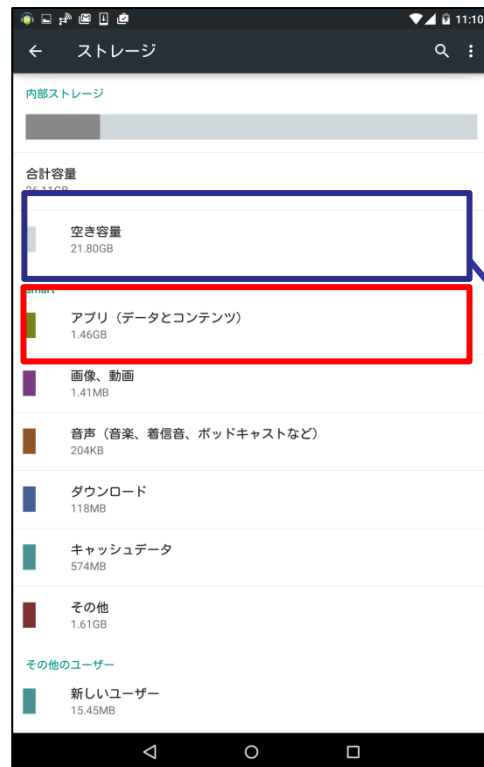 11:10
ストレージ
内部ストレージ
合計容量
26.11GB
空き容量
21.80GB
smart
アプリ（データとコンテンツ）
1.46GB
画像、動画
1.41MB
音声（音楽、着信音、ポッドキャストなど）
204KB
ダウンロード
118MB
キャッシュデータ
574MB
その他
1.61GB
その他のユーザー
新しいユーザー
15.45MB